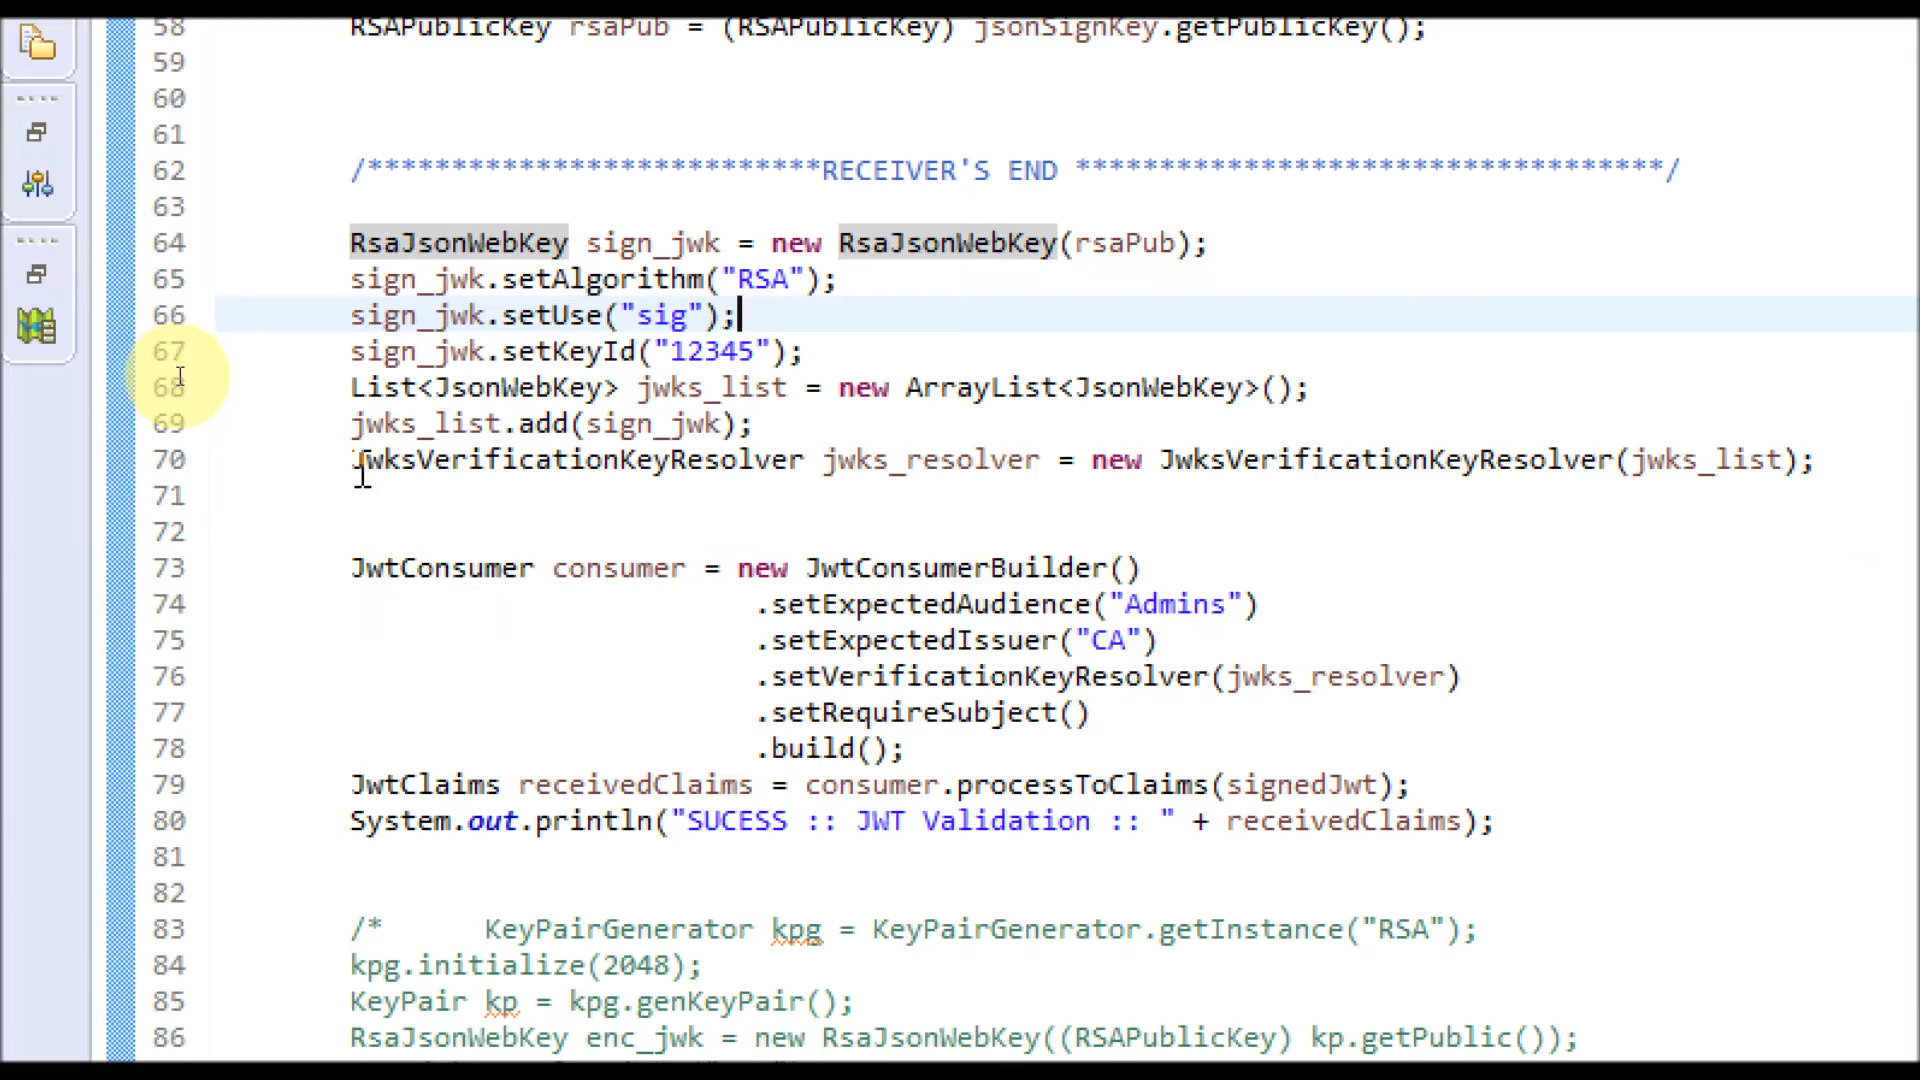 58 RSAPublicKey rsaPub = (RSAPublicKey) jsonSignKey.getPublicKey();
59
60
61
62 /***************************RECEIVER'S END ***********************************/
63
64 RsaJsonWebKey sign_jwk = new RsaJsonWebKey(rsaPub);
65 sign_jwk.setAlgorithm("RSA");
66 sign_jwk.setUse("sig");
67 sign_jwk.setKeyId("12345");
68 List<JsonWebKey> jwks_list = new ArrayList<JsonWebKey>();
69 jwks_list.add(sign_jwk);
70 JwksVerificationKeyResolver jwks_resolver = new JwksVerificationKeyResolver(jwks_list);
71
72
73 JwtConsumer consumer = new JwtConsumerBuilder()
74 .setExpectedAudience("Admins")
75 .setExpectedIssuer("CA")
76 .setVerificationKeyResolver(jwks_resolver)
77 .setRequireSubject()
78 .build();
79 JwtClaims receivedClaims = consumer.processToClaims(signedJwt);
80 System.out.println("SUCESS :: JWT Validation :: " + receivedClaims);
81
82
83 /* KeyPairGenerator kpg = KeyPairGenerator.getInstance("RSA");
84 kpg.initialize(2048);
85 KeyPair kp = kpg.genKeyPair();
86 RsaJsonWebKey enc_jwk = new RsaJsonWebKey((RSAPublicKey) kp.getPublic());